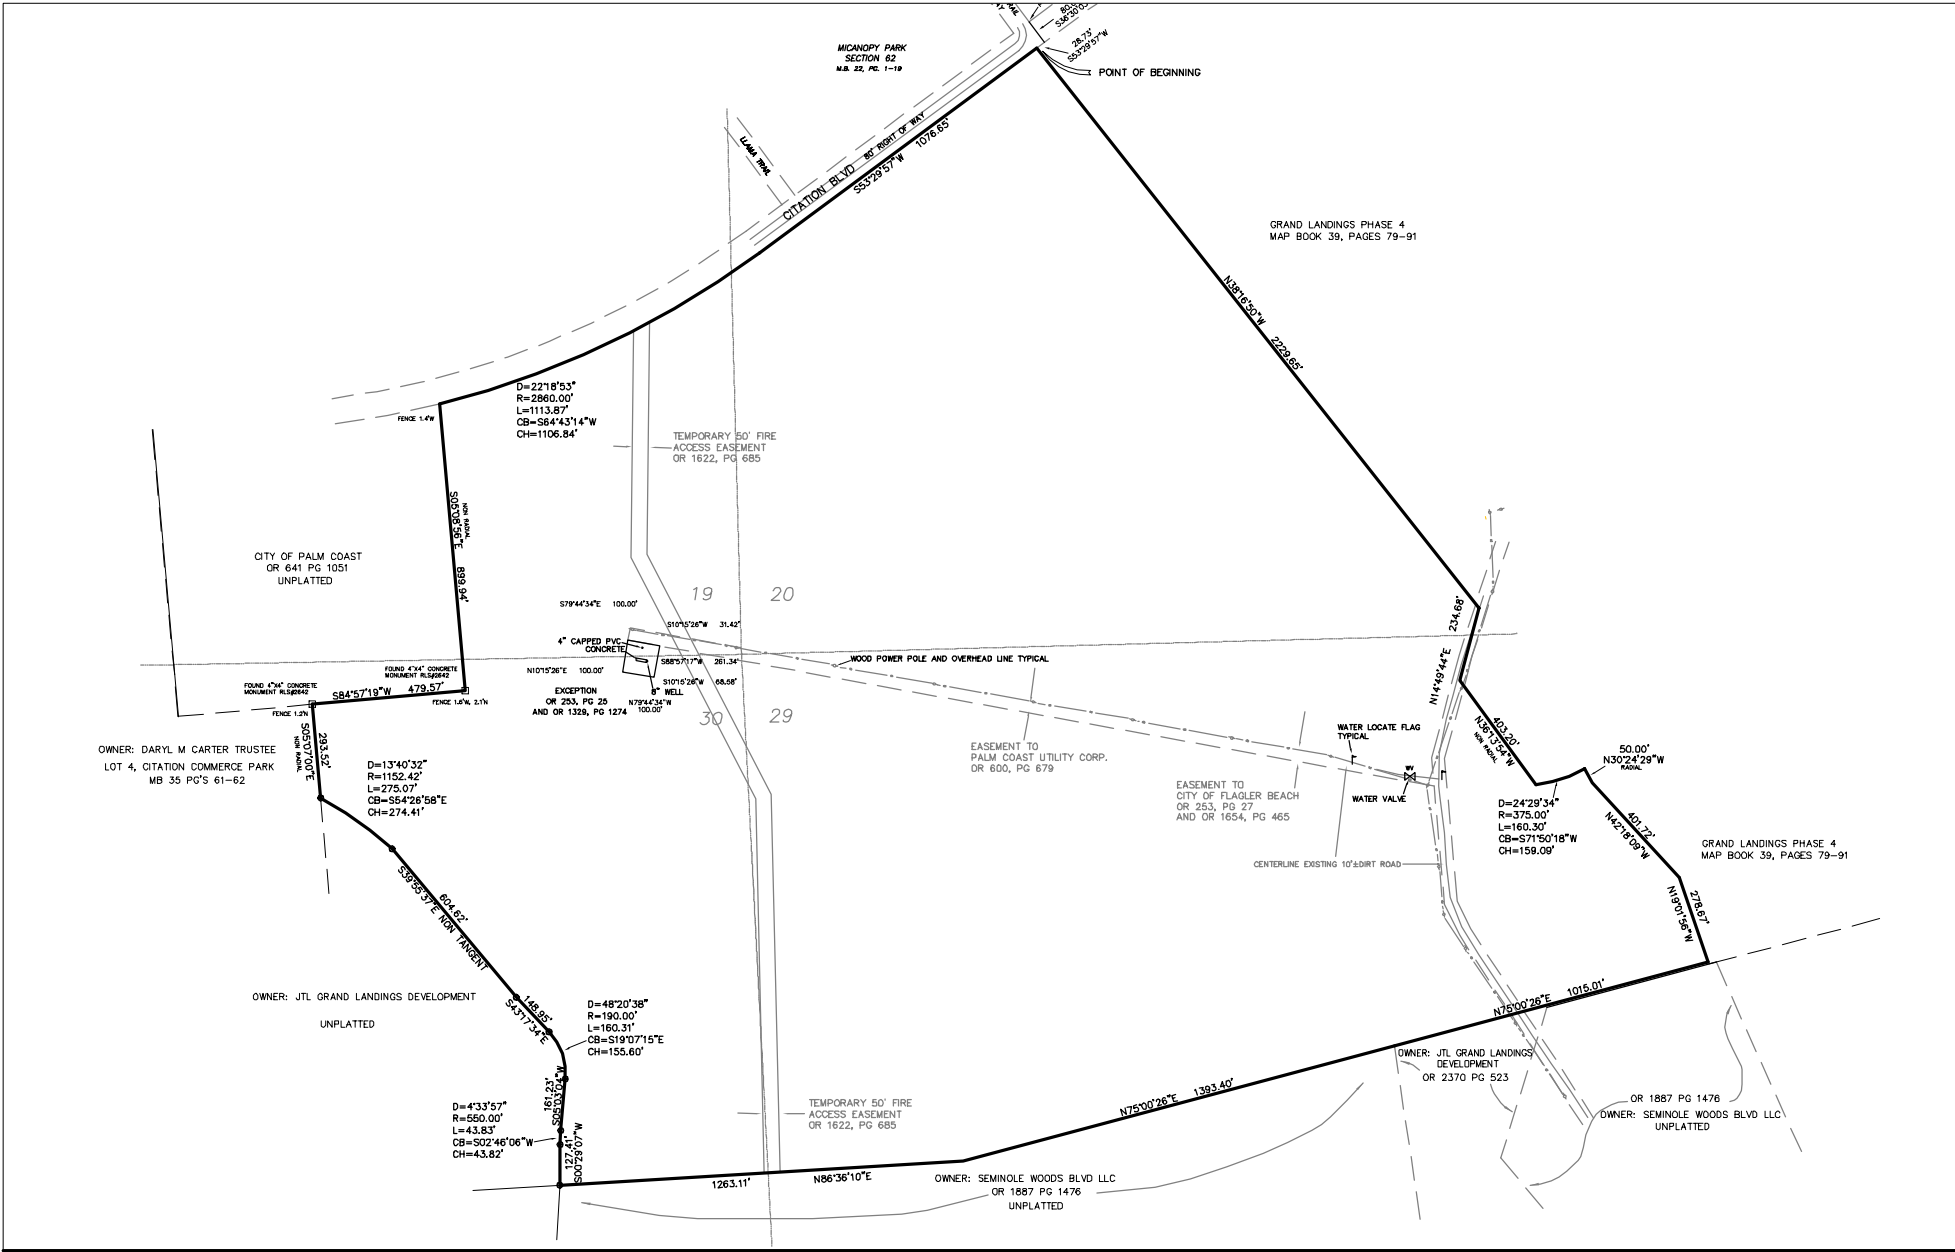 MICANOPY PARK
SECTION 62
M.B. 22, PG. 1-19
28.73'
S53°29'57"W
POINT OF BEGINNING
LLAMA TRAIL
CITATION BLVD 80' RIGHT OF WAY
S53°29'57"W 1076.65'
GRAND LANDINGS PHASE 4
MAP BOOK 39, PAGES 79-91
N38°16'50"W 2229.65'
D=22°18'53"
R=2860.00'
L=1113.87'
CB=S64°43'14"W
CH=1106.84'
FENCE 1.4'W
TEMPORARY 50' FIRE
ACCESS EASEMENT
OR 1622, PG 685
S05°08'56"E 899.94'
NON RADIAL
CITY OF PALM COAST
OR 641 PG 1051
UNPLATTED
19 20
30 29
S79°44'34"E 100.00'
S10°15'26"W 31.42'
4" CAPPED PVC
CONCRETE
S88°57'17"W 261.34'
N10°15'26"E 100.00'
S10°15'26"W 68.58'
8" WELL
N79°44'34"W
100.00'
EXCEPTION
OR 253, PG 25
AND OR 1329, PG 1274
WOOD POWER POLE AND OVERHEAD LINE TYPICAL
FOUND 4"X4" CONCRETE
MONUMENT RLS#2642
FOUND 4"X4" CONCRETE
MONUMENT RLS#2642
S84°57'19"W 479.57'
FENCE 1.2'N
FENCE 1.6'W, 2.1'N
234.68'
N14°49'44"E
403.20'
N36°13'54"W
NON RADIAL
50.00'
N30°24'29"W
RADIAL
WATER LOCATE FLAG
TYPICAL
WV
WATER VALVE
EASEMENT TO
PALM COAST UTILITY CORP.
OR 600, PG 679
EASEMENT TO
CITY OF FLAGLER BEACH
OR 253, PG 27
AND OR 1654, PG 465
CENTERLINE EXISTING 10'±DIRT ROAD
OWNER: DARYL M CARTER TRUSTEE
LOT 4, CITATION COMMERCE PARK
MB 35 PG'S 61-62
293.52'
S05°07'00"E
NON RADIAL
D=13°40'32"
R=1152.42'
L=275.07'
CB=S54°26'58"E
CH=274.41'
D=24°29'34"
R=375.00'
L=160.30'
CB=S71°50'18"W
CH=159.09'
401.72'
N42°18'09"W
GRAND LANDINGS PHASE 4
MAP BOOK 39, PAGES 79-91
278.67'
N19°01'56"W
604.62'
S39°55'37"E NON TANGENT
OWNER: JTL GRAND LANDINGS DEVELOPMENT
UNPLATTED
148.95'
S43°17'34"E
D=48°20'38"
R=190.00'
L=160.31'
CB=S19°07'15"E
CH=155.60'
161.23'
S05°03'04"W
D=4°33'57"
R=550.00'
L=43.83'
CB=S02°46'06"W
CH=43.82'
127.41'
S00°29'07"W
TEMPORARY 50' FIRE
ACCESS EASEMENT
OR 1622, PG 685
1263.11' N86°36'10"E
N75°00'26"E 1393.40'
N75°00'26"E 1015.01'
OWNER: JTL GRAND LANDINGS
DEVELOPMENT
OR 2370 PG 523
OR 1887 PG 1476
OWNER: SEMINOLE WOODS BLVD LLC
UNPLATTED
OWNER: SEMINOLE WOODS BLVD LLC
OR 1887 PG 1476
UNPLATTED